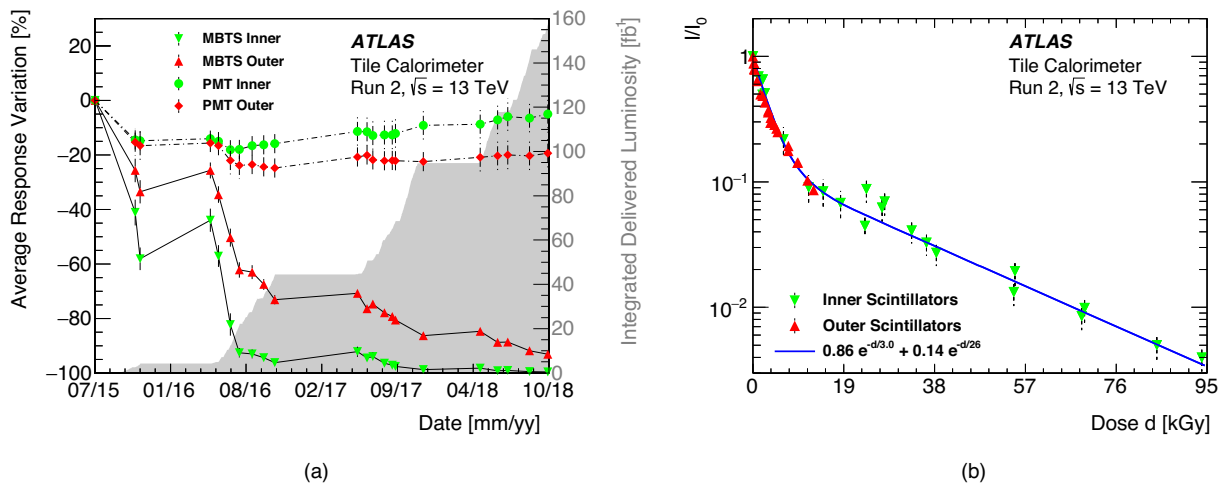 Average Response Variation [%]
20
0
−20
−40
−60
−80
−100
MBTS Inner
MBTS Outer
PMT Inner
PMT Outer
ATLAS
Tile Calorimeter
Run 2, √s = 13 TeV
160
140
120
100
80
60
40
20
0
Integrated Delivered Luminosity [fb¹]
07/15 01/16 08/16 02/17 09/17 04/18 10/18
Date [mm/yy]
(a)
I/I₀
1
10⁻¹
10⁻²
ATLAS
Tile Calorimeter
Run 2, √s = 13 TeV
Inner Scintillators
Outer Scintillators
0.86 e^-d/3.0 + 0.14 e^-d/26
0 19 38 57 76 95
Dose d [kGy]
(b)